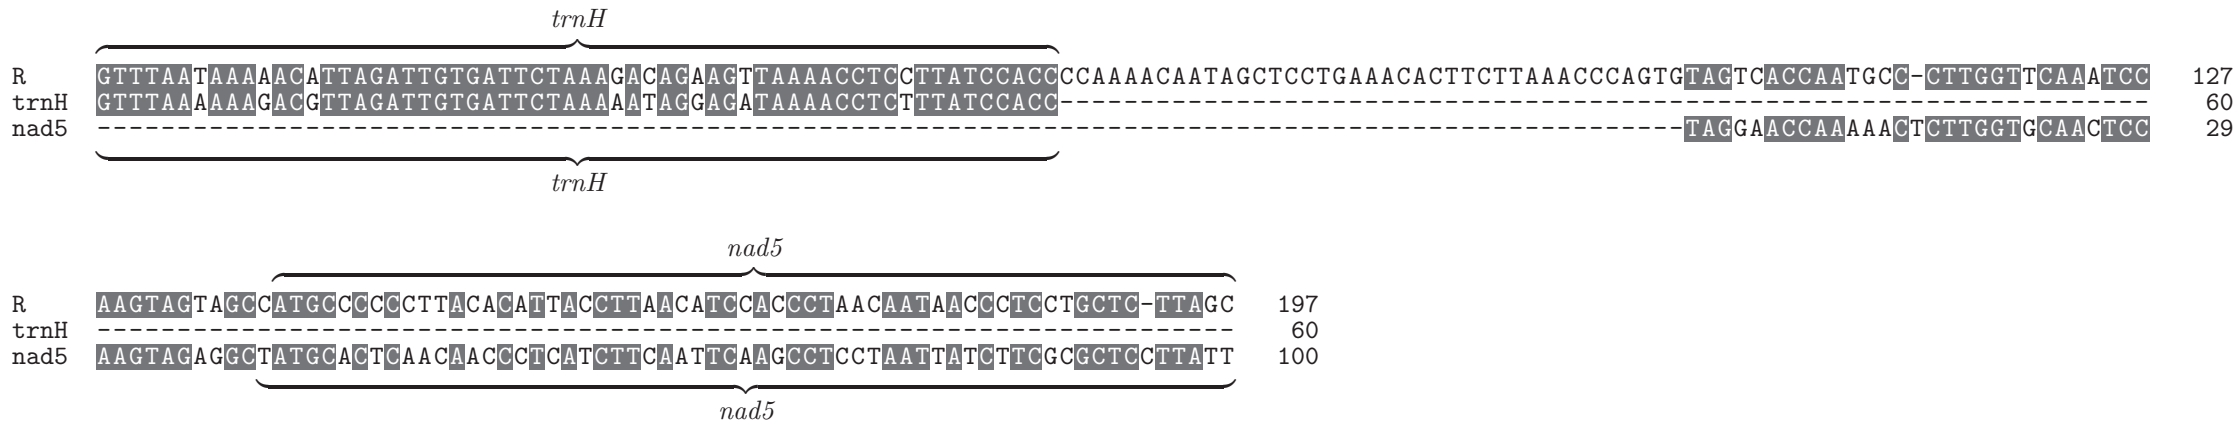 trnH
R GTTTAATAAAAACATTAGATTGTGATTCTAAAGACAGAAGTTAAAACCTCCTTATCCACCCCAAAACAATAGCTCCTGAAACACTTCTTAAACCCAGTGTAGTCACCAATGCC-CTTGGTTCAAATCC 127
trnH GTTTAAAAAAGACGTTAGATTGTGATTCTAAAAATAGGAGATAAAACCTCTTTATCCACC-------------------------------------------------------------------- 60
nad5 ---------------------------------------------------------------------------------------------------TAGGAACCAAAAACTCTTGGTGCAACTCC 29
trnH
nad5
R AAGTAGTAGCCATGCCCCCCTTACACATTACCTTAACATCCACCCTAACAATAACCCTCCTGCTC-TTAGC 197
trnH ----------------------------------------------------------------------- 60
nad5 AAGTAGAGGCTATGCACTCAACAACCCTCATCTTCAATTCAAGCCTCCTAATTATCTTCGCGCTCCTTATT 100
nad5